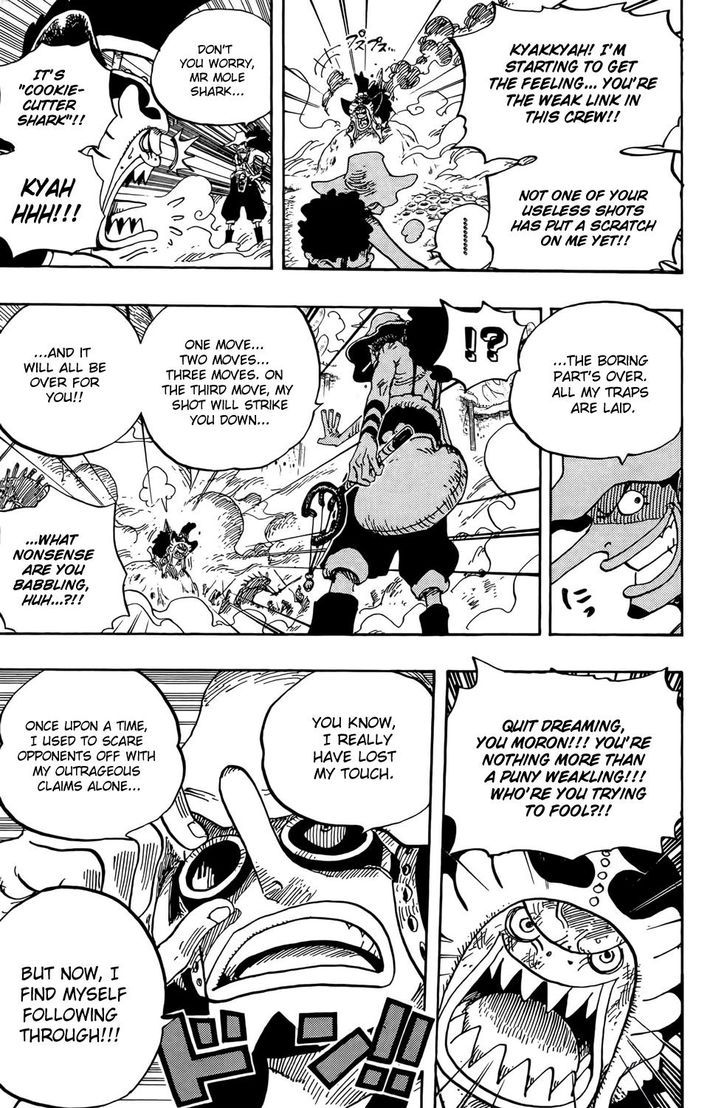 KYAKKYAH! I'M
STARTING TO GET
THE FEELING... YOU'RE
THE WEAK LINK IN
THIS CREW!!
NOT ONE OF YOUR
USELESS SHOTS
HAS PUT A SCRATCH
ON ME YET!!
プスプス...
DON'T
YOU WORRY,
MR MOLE
SHARK...
IT'S
"COOKIE-
CUTTER
SHARK"!!
KYAH
HHH!!!
...THE BORING
PART'S OVER.
ALL MY TRAPS
ARE LAID.
!?
ONE MOVE...
TWO MOVES...
THREE MOVES. ON
THE THIRD MOVE, MY
SHOT WILL STRIKE
YOU DOWN...
...AND IT
WILL ALL BE
OVER FOR
YOU!!
...WHAT
NONSENSE
ARE YOU
BABBLING,
HUH...?!!
QUIT DREAMING,
YOU MORON!!! YOU'RE
NOTHING MORE THAN
A PUNY WEAKLING!!!
WHO'RE YOU TRYING
TO FOOL?!!
YOU KNOW,
I REALLY
HAVE LOST
MY TOUCH.
ONCE UPON A TIME,
I USED TO SCARE
OPPONENTS OFF WITH
MY OUTRAGEOUS
CLAIMS ALONE...
BUT NOW, I
FIND MYSELF
FOLLOWING
THROUGH!!!
ドン!!